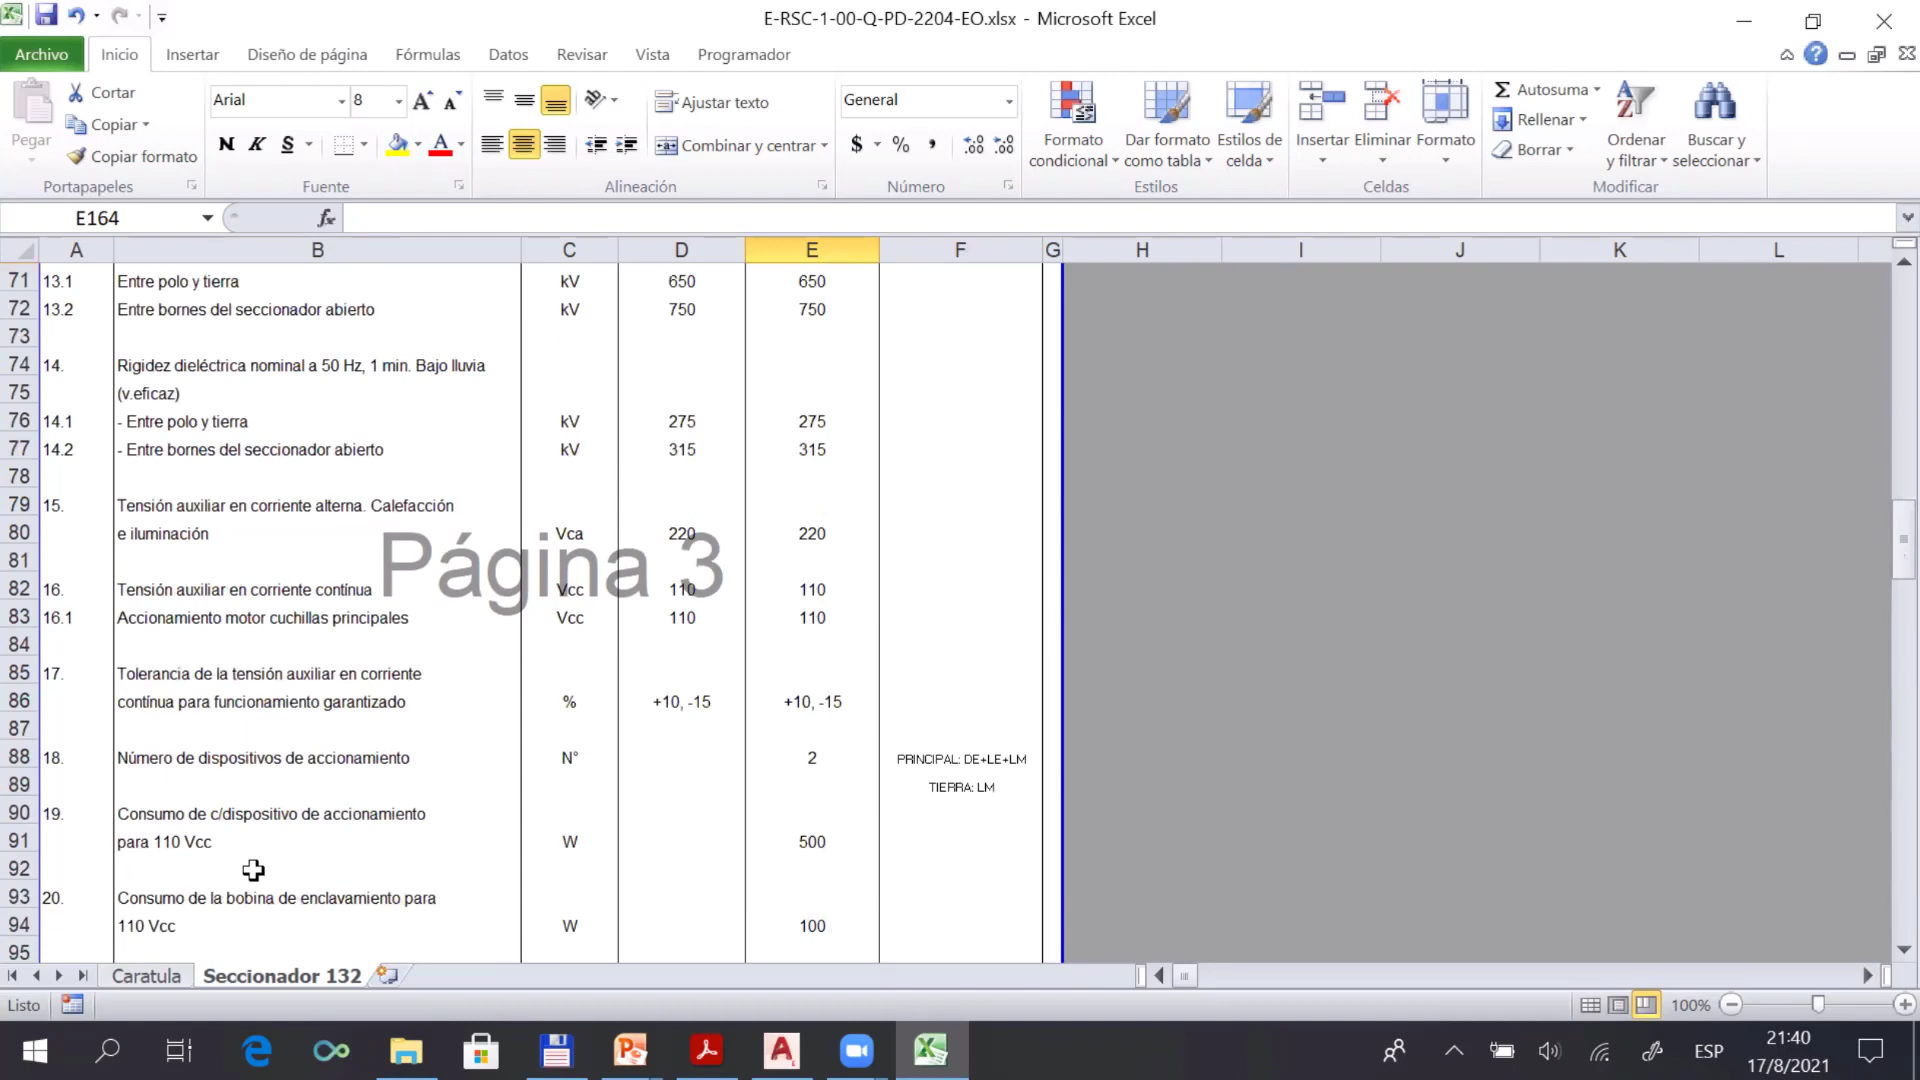 E-RSC-1-00-Q-PD-2204-EO.xlsx - Microsoft Excel
Archivo Inicio Insertar Diseño de página Fórmulas Datos Revisar Vista Programador
Pegar
Cortar
Copiar
Copiar formato
Portapapeles
Arial 8
N K S
Fuente
Ajustar texto
Combinar y centrar
Alineación
General
$ %
Número
Formato condicional
Dar formato como tabla
Estilos de celda
Estilos
Insertar Eliminar Formato
Celdas
Autosuma
Rellenar
Borrar
Ordenar y filtrar
Buscar y seleccionar
Modificar
E164 fx
A B C D E F G H I J K L
71 13.1 Entre polo y tierra kV 650 650
72 13.2 Entre bornes del seccionador abierto kV 750 750
73
74 14. Rigidez dieléctrica nominal a 50 Hz, 1 min. Bajo lluvia
75 (v.eficaz)
76 14.1 - Entre polo y tierra kV 275 275
77 14.2 - Entre bornes del seccionador abierto kV 315 315
78
79 15. Tensión auxiliar en corriente alterna. Calefacción
80 e iluminación Vca 220 220
81
Página 3
82 16. Tensión auxiliar en corriente contínua Vcc 110 110
83 16.1 Accionamiento motor cuchillas principales Vcc 110 110
84
85 17. Tolerancia de la tensión auxiliar en corriente
86 contínua para funcionamiento garantizado % +10, -15 +10, -15
87
88 18. Número de dispositivos de accionamiento N° 2 PRINCIPAL: DE+LE+LM
89 TIERRA: LM
90 19. Consumo de c/dispositivo de accionamiento
91 para 110 Vcc W 500
92
93 20. Consumo de la bobina de enclavamiento para
94 110 Vcc W 100
95
Caratula Seccionador 132
Listo 100%
ESP
21:40
17/8/2021